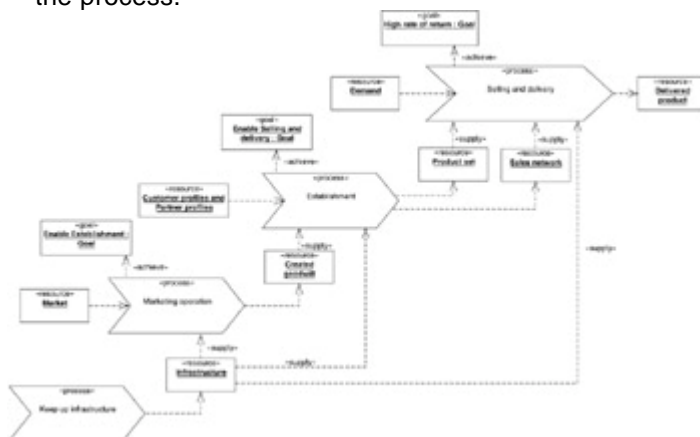 the process.
«goal»
High rate of return : Goal
«achieve»
«process»
Selling and delivery
«resource»
Demand
«resource»
Delivered
product
«goal»
Enable Selling and
delivery : Goal
«achieve»
«supply»
«supply»
«resource»
Product set
«resource»
Sales network
«process»
Establishment
«resource»
Customer profiles and
Partner profiles
«goal»
Enable Establishment :
Goal
«achieve»
«supply»
«resource»
Created
goodwill
«supply»
«process»
Marketing operation
«resource»
Market
«supply»
«supply»
«resource»
Infrastructure
«process»
Keep up infrastructure